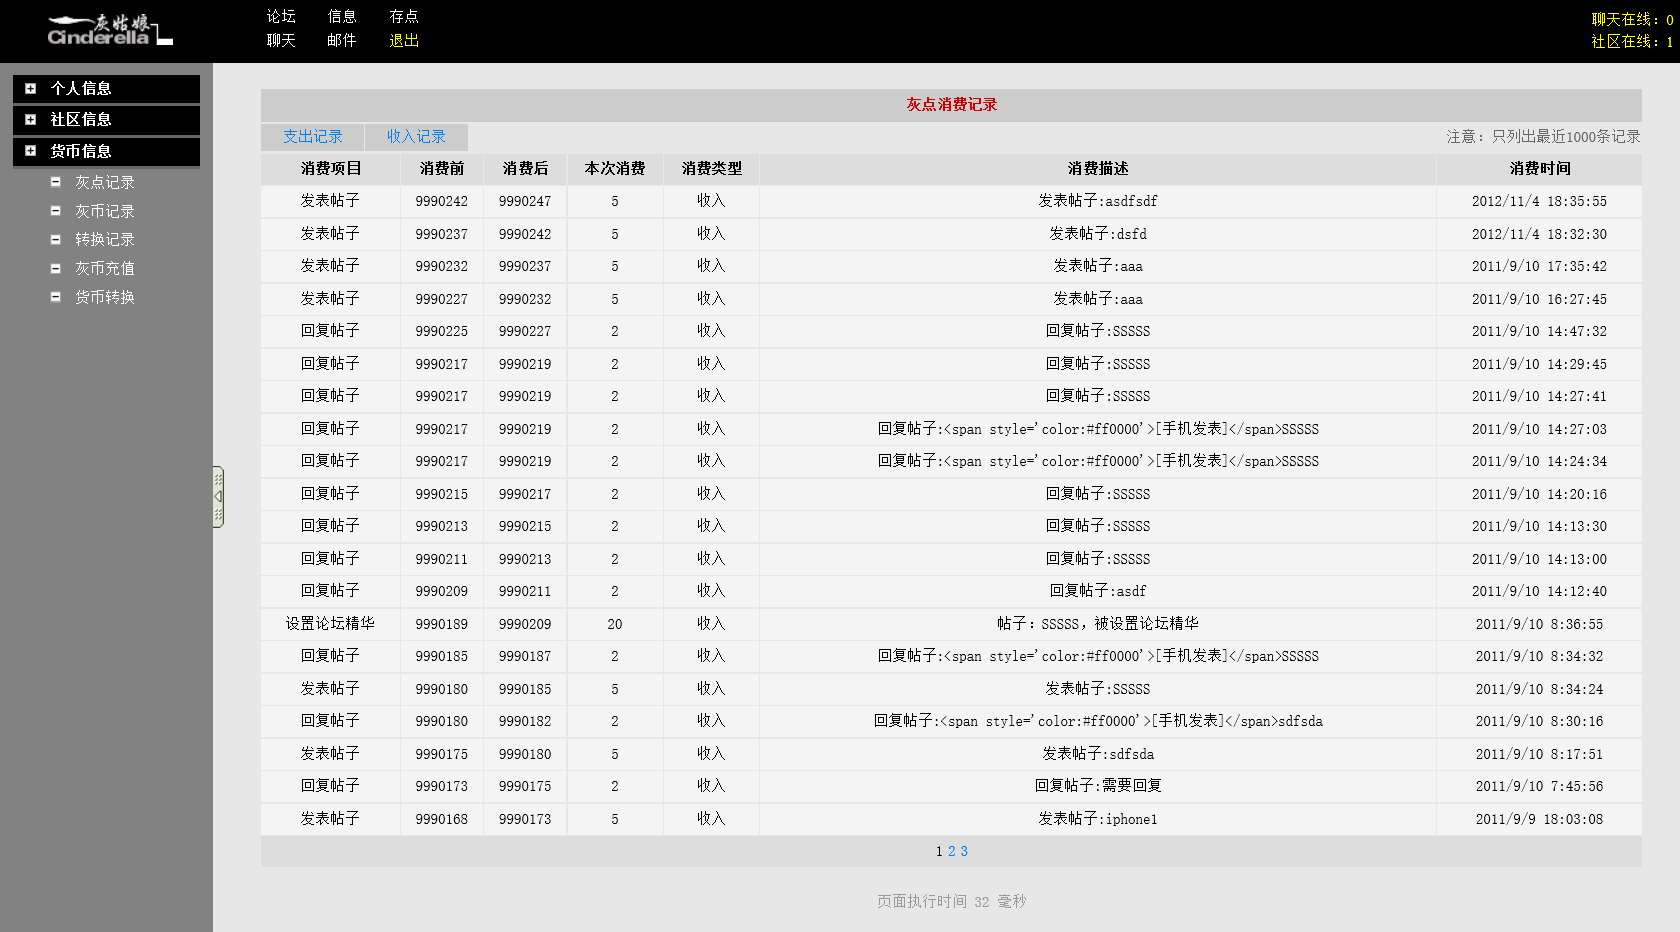 灰姑娘
Cinderella
论坛 信息 存点
聊天 邮件 退出
聊天在线：0
社区在线：1
个人信息
社区信息
货币信息
灰点记录
灰币记录
转换记录
灰币充值
货币转换
灰点消费记录
支出记录 收入记录 注意：只列出最近1000条记录
消费项目 消费前 消费后 本次消费 消费类型 消费描述 消费时间
发表帖子 9990242 9990247 5 收入 发表帖子:asdfsdf 2012/11/4 18:35:55
发表帖子 9990237 9990242 5 收入 发表帖子:dsfd 2012/11/4 18:32:30
发表帖子 9990232 9990237 5 收入 发表帖子:aaa 2011/9/10 17:35:42
发表帖子 9990227 9990232 5 收入 发表帖子:aaa 2011/9/10 16:27:45
回复帖子 9990225 9990227 2 收入 回复帖子:SSSSS 2011/9/10 14:47:32
回复帖子 9990217 9990219 2 收入 回复帖子:SSSSS 2011/9/10 14:29:45
回复帖子 9990217 9990219 2 收入 回复帖子:SSSSS 2011/9/10 14:27:41
回复帖子 9990217 9990219 2 收入 回复帖子:<span style='color:#ff0000'>[手机发表]</span>SSSSS 2011/9/10 14:27:03
回复帖子 9990217 9990219 2 收入 回复帖子:<span style='color:#ff0000'>[手机发表]</span>SSSSS 2011/9/10 14:24:34
回复帖子 9990215 9990217 2 收入 回复帖子:SSSSS 2011/9/10 14:20:16
回复帖子 9990213 9990215 2 收入 回复帖子:SSSSS 2011/9/10 14:13:30
回复帖子 9990211 9990213 2 收入 回复帖子:SSSSS 2011/9/10 14:13:00
回复帖子 9990209 9990211 2 收入 回复帖子:asdf 2011/9/10 14:12:40
设置论坛精华 9990189 9990209 20 收入 帖子：SSSSS，被设置论坛精华 2011/9/10 8:36:55
回复帖子 9990185 9990187 2 收入 回复帖子:<span style='color:#ff0000'>[手机发表]</span>SSSSS 2011/9/10 8:34:32
发表帖子 9990180 9990185 5 收入 发表帖子:SSSSS 2011/9/10 8:34:24
回复帖子 9990180 9990182 2 收入 回复帖子:<span style='color:#ff0000'>[手机发表]</span>sdfsda 2011/9/10 8:30:16
发表帖子 9990175 9990180 5 收入 发表帖子:sdfsda 2011/9/10 8:17:51
回复帖子 9990173 9990175 2 收入 回复帖子:需要回复 2011/9/10 7:45:56
发表帖子 9990168 9990173 5 收入 发表帖子:iphone1 2011/9/9 18:03:08
1 2 3
页面执行时间 32 毫秒